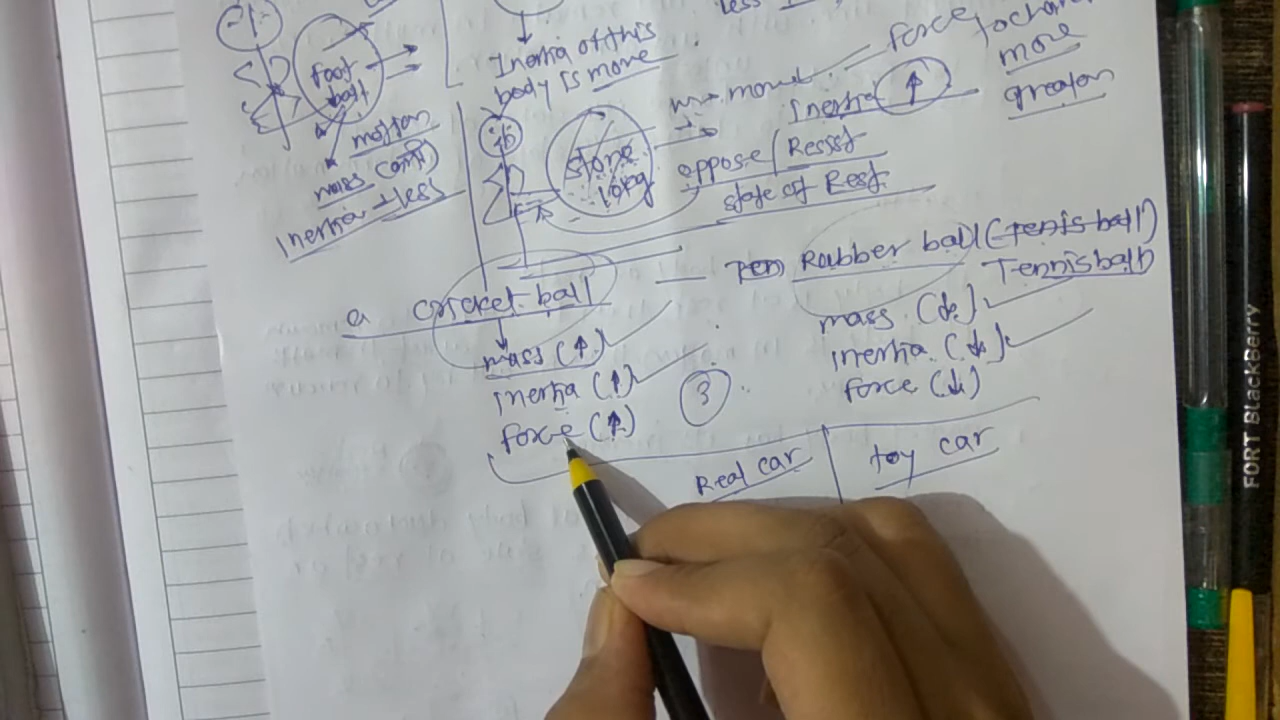 less
foot
ball
motion
mass
Inertia → less
Inertia of this
body is more
stone
10kg
force
more
greater
Inertia ↑
oppose / Resist
state of Rest
a cricket ball
mass (↑)
inertia (↑)
force (↑)
3
Rubber ball (Tenis ball)
Tennis ball
mass (↓)
inertia (↓)
force (↓)
Real car
toy car
FORT BLACKBERRY